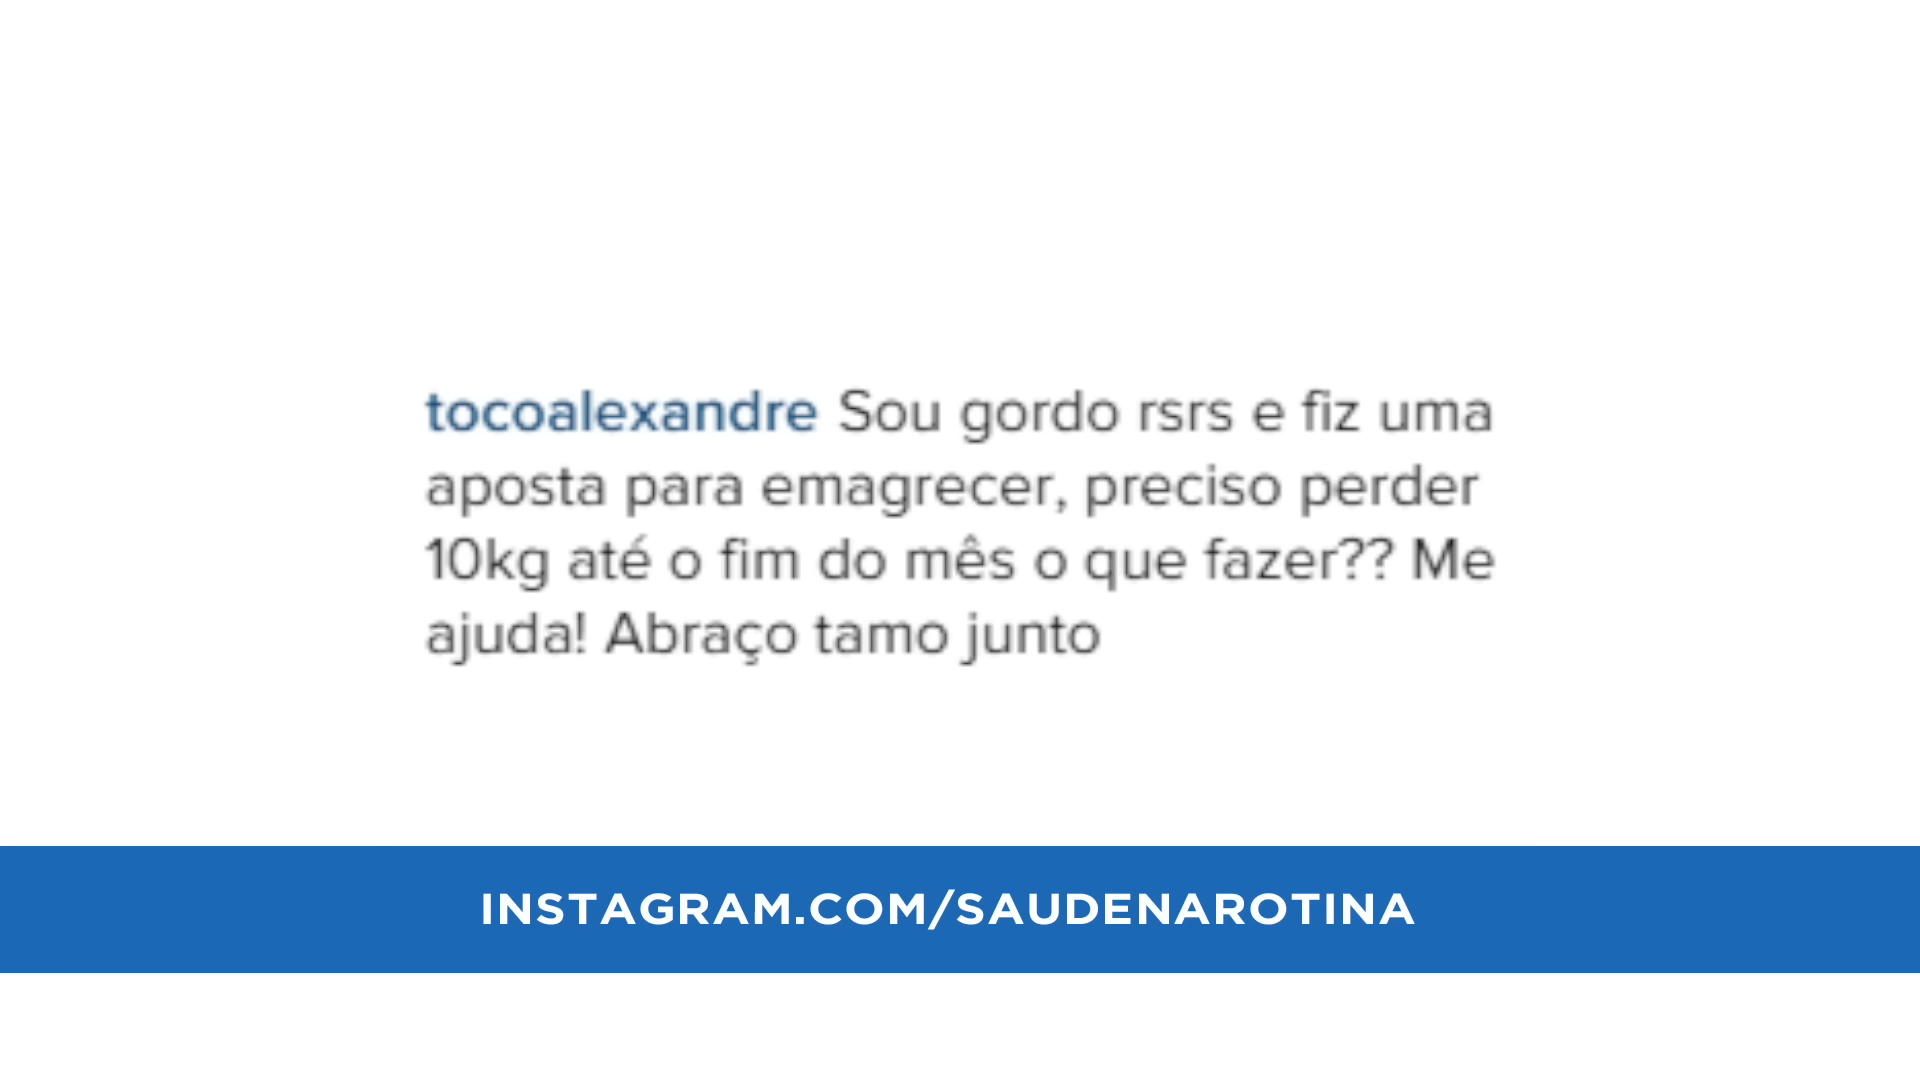 tocoalexandre Sou gordo rsrs e fiz uma
aposta para emagrecer, preciso perder
10kg até o fim do mês o que fazer?? Me
ajuda! Abraço tamo junto
INSTAGRAM.COM/SAUDENAROTINA